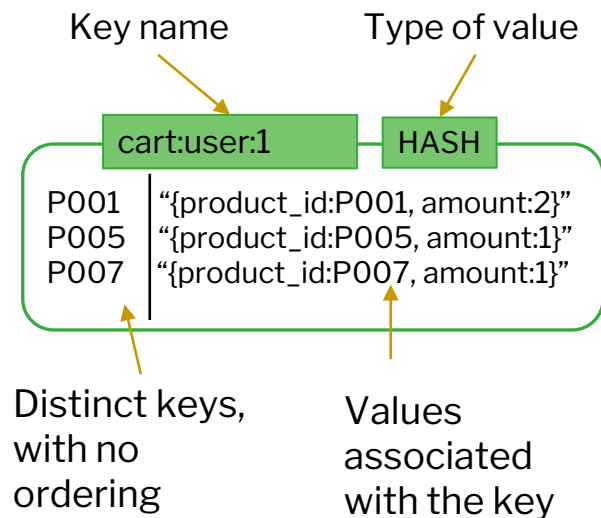 Key name
Type of value
cart:user:1
HASH
P001 “{product_id:P001, amount:2}”
P005 “{product_id:P005, amount:1}”
P007 “{product_id:P007, amount:1}”
Distinct keys,
with no
ordering
Values
associated
with the key